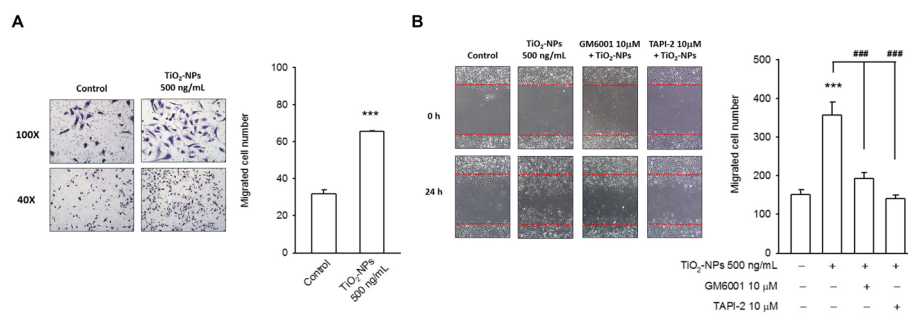 A
Control
TiO₂-NPs
500 ng/mL
100X
40X
Migrated cell number
100
80
60
40
20
0
***
Control
TiO₂-NPs
500 ng/mL
B
Control
TiO₂-NPs
500 ng/mL
GM6001 10μM
+ TiO₂-NPs
TAPI-2 10μM
+ TiO₂-NPs
0 h
24 h
Migrated cell number
500
400
300
200
100
0
***
### ###
TiO₂-NPs 500 ng/mL – + + +
GM6001 10 μM – – + –
TAPI-2 10 μM – – – +